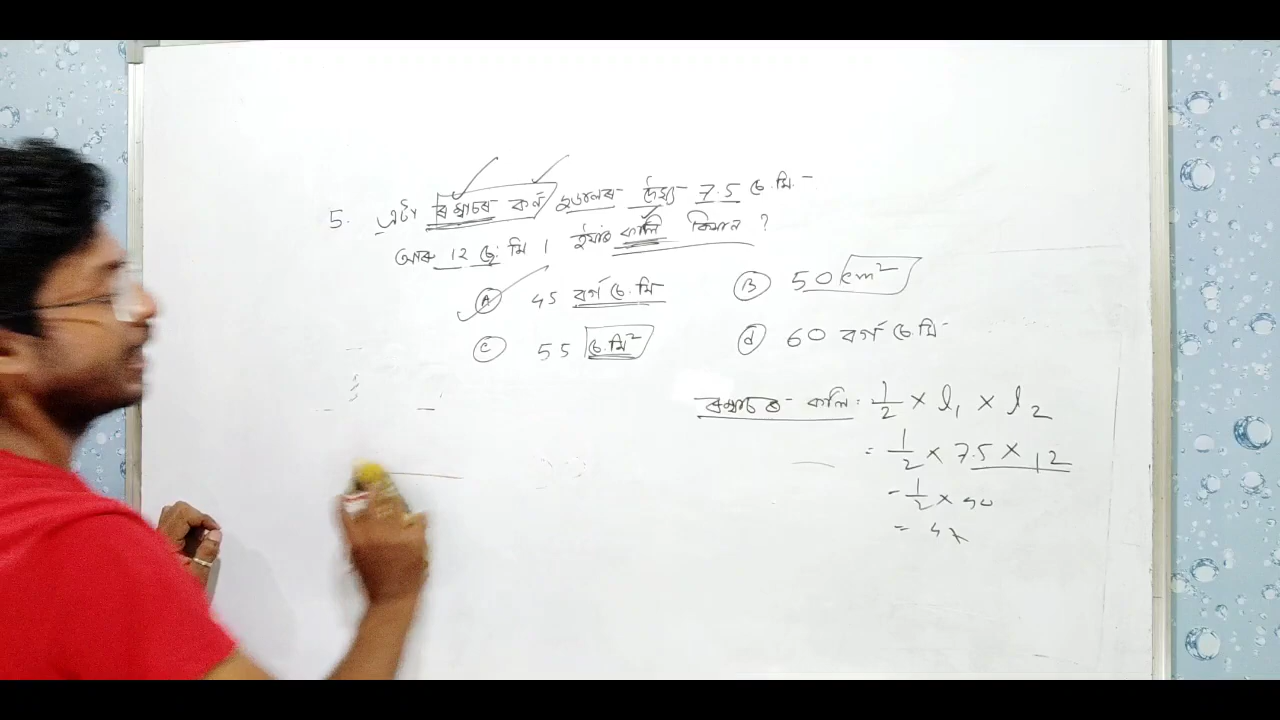 5. এটা ৰম্বাচৰ কৰ্ণ দুডালৰ দৈৰ্ঘ্য 7.5 চে.মি.
আৰু 12 চে: মি । ইয়াৰ কালি কিমান ?
A 45 বৰ্গ চে.মি
B 50 cm²
C 55 চে.মি²
d 60 বৰ্গ চে.মি
ৰম্বাচৰ কালি : 1/2 × l₁ × l₂
= 1/2 × 7.5 × 12
= 1/2 × 90
= 45